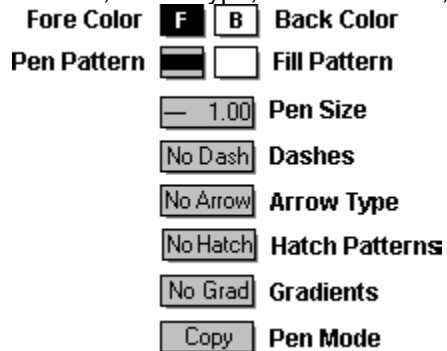 Fore Color F B Back Color
Pen Pattern Fill Pattern
— 1.00 Pen Size
No Dash Dashes
No Arrow Arrow Type
No Hatch Hatch Patterns
No Grad Gradients
Copy Pen Mode